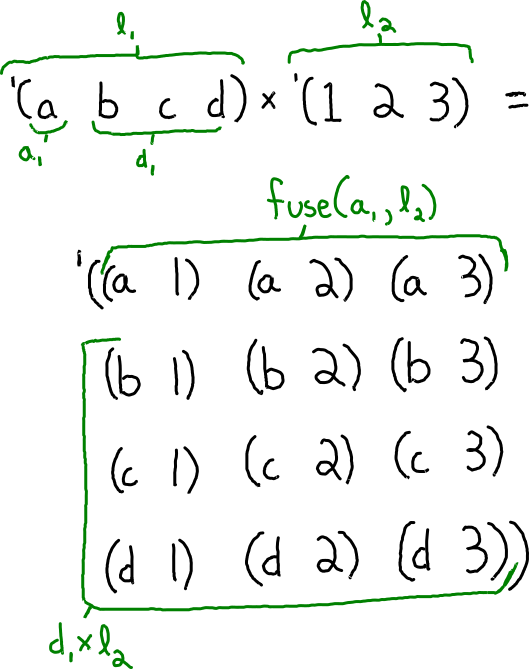 l₁ l₂
'(a b c d) × '(1 2 3) =
a₁ d₁
fuse(a₁, l₂)
'((a 1) (a 2) (a 3)
(b 1) (b 2) (b 3)
(c 1) (c 2) (c 3)
(d 1) (d 2) (d 3))
d₁×l₂